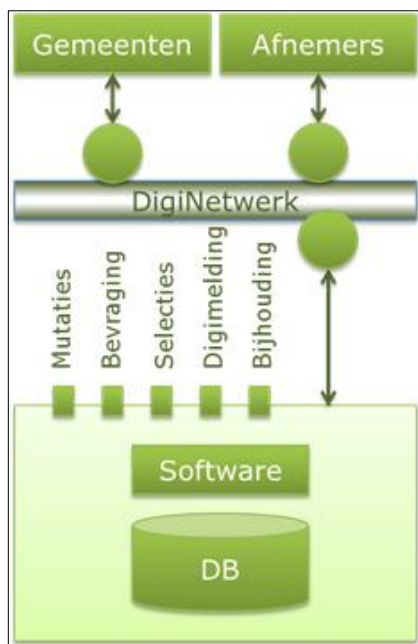 Gemeenten
Afnemers
DigiNetwerk
Mutaties
Bevraging
Selecties
Digimelding
Bijhouding
Software
DB